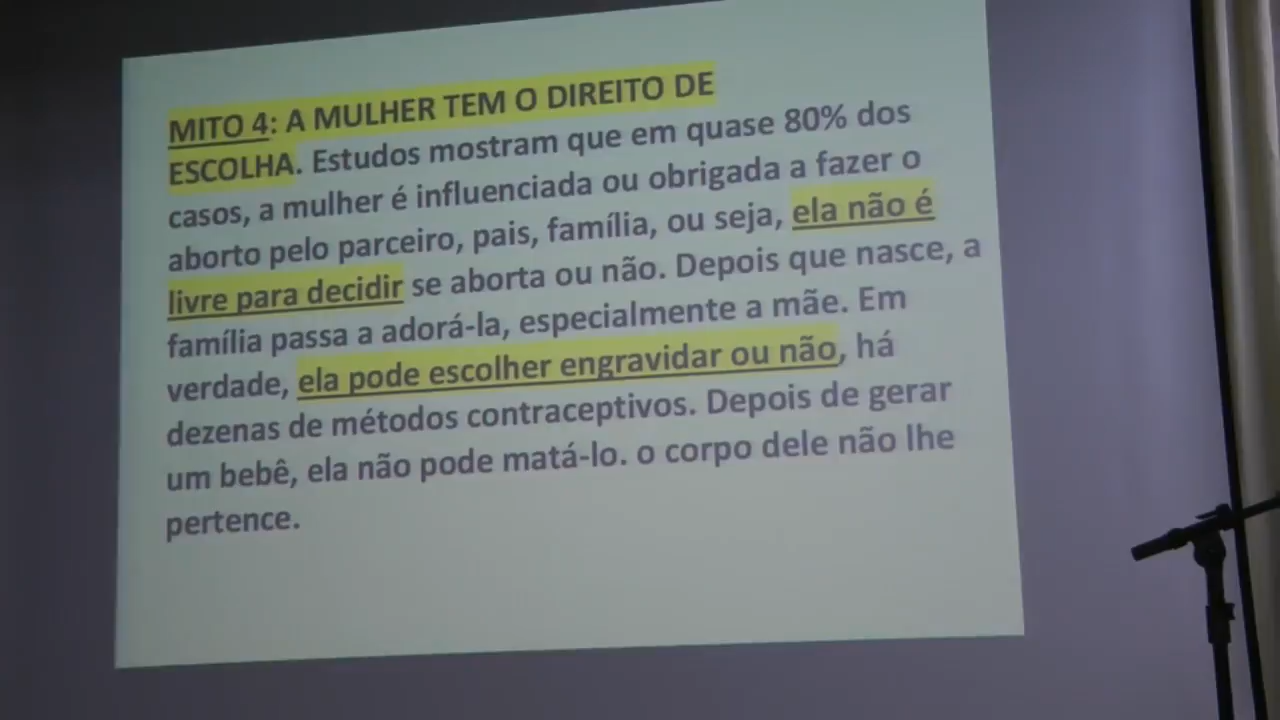 MITO 4: A MULHER TEM O DIREITO DE
ESCOLHA. Estudos mostram que em quase 80% dos
casos, a mulher é influenciada ou obrigada a fazer o
aborto pelo parceiro, pais, família, ou seja, ela não é
livre para decidir se aborta ou não. Depois que nasce, a
família passa a adorá-la, especialmente a mãe. Em
verdade, ela pode escolher engravidar ou não, há
dezenas de métodos contraceptivos. Depois de gerar
um bebê, ela não pode matá-lo. o corpo dele não lhe
pertence.